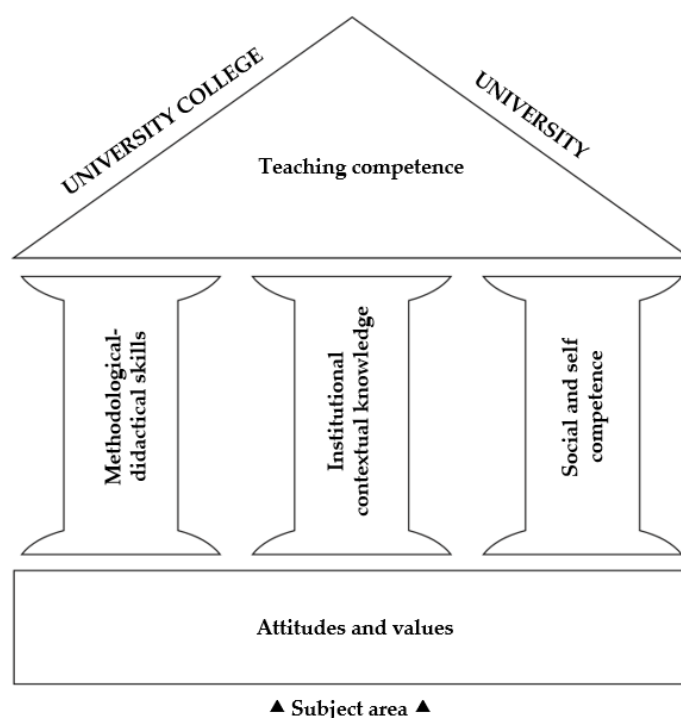 UNIVERSITY COLLEGE
UNIVERSITY
Teaching competence
Methodological-
didactical skills
Institutional
contextual knowledge
Social and self
competence
Attitudes and values
▲ Subject area ▲